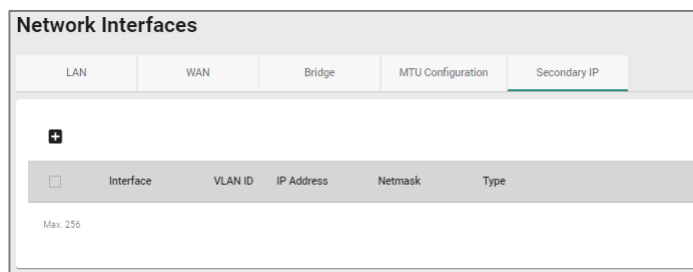 Network Interfaces
LAN WAN Bridge MTU Configuration Secondary IP
Interface VLAN ID IP Address Netmask Type
Max. 256